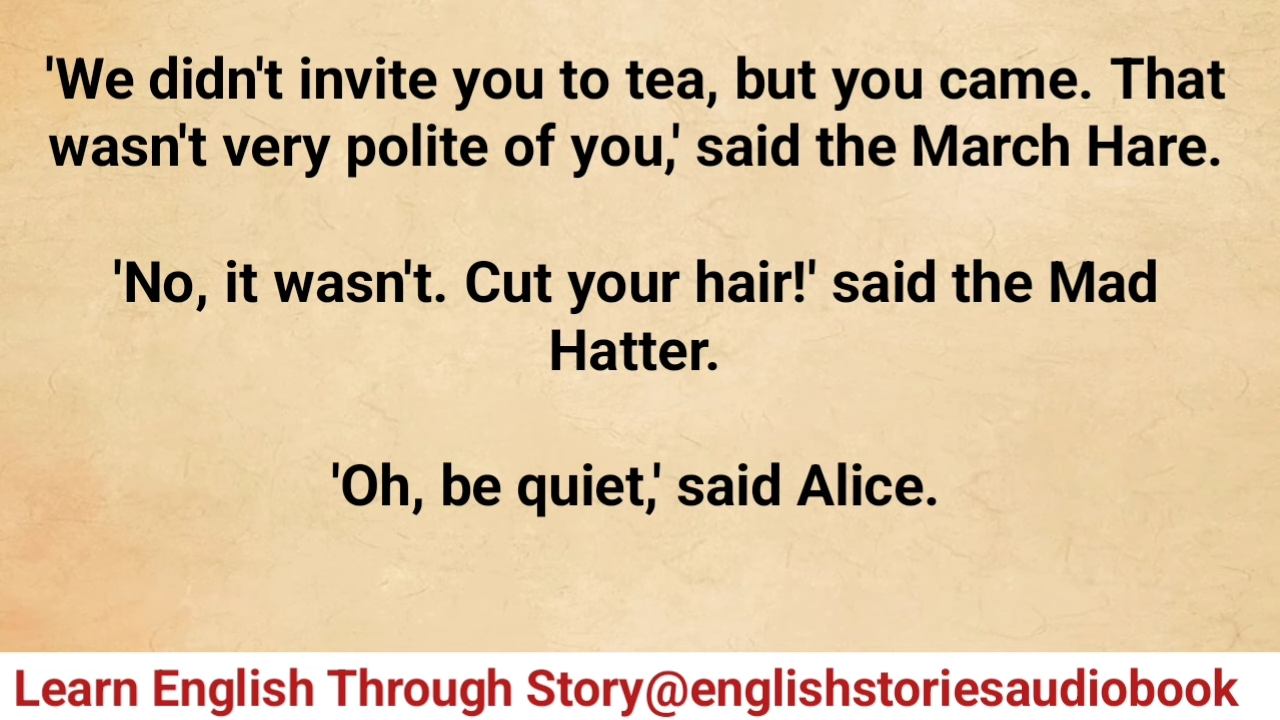 'We didn't invite you to tea, but you came. That
wasn't very polite of you,' said the March Hare.
'No, it wasn't. Cut your hair!' said the Mad
Hatter.
'Oh, be quiet,' said Alice.
Learn English Through Story@englishstoriesaudiobook